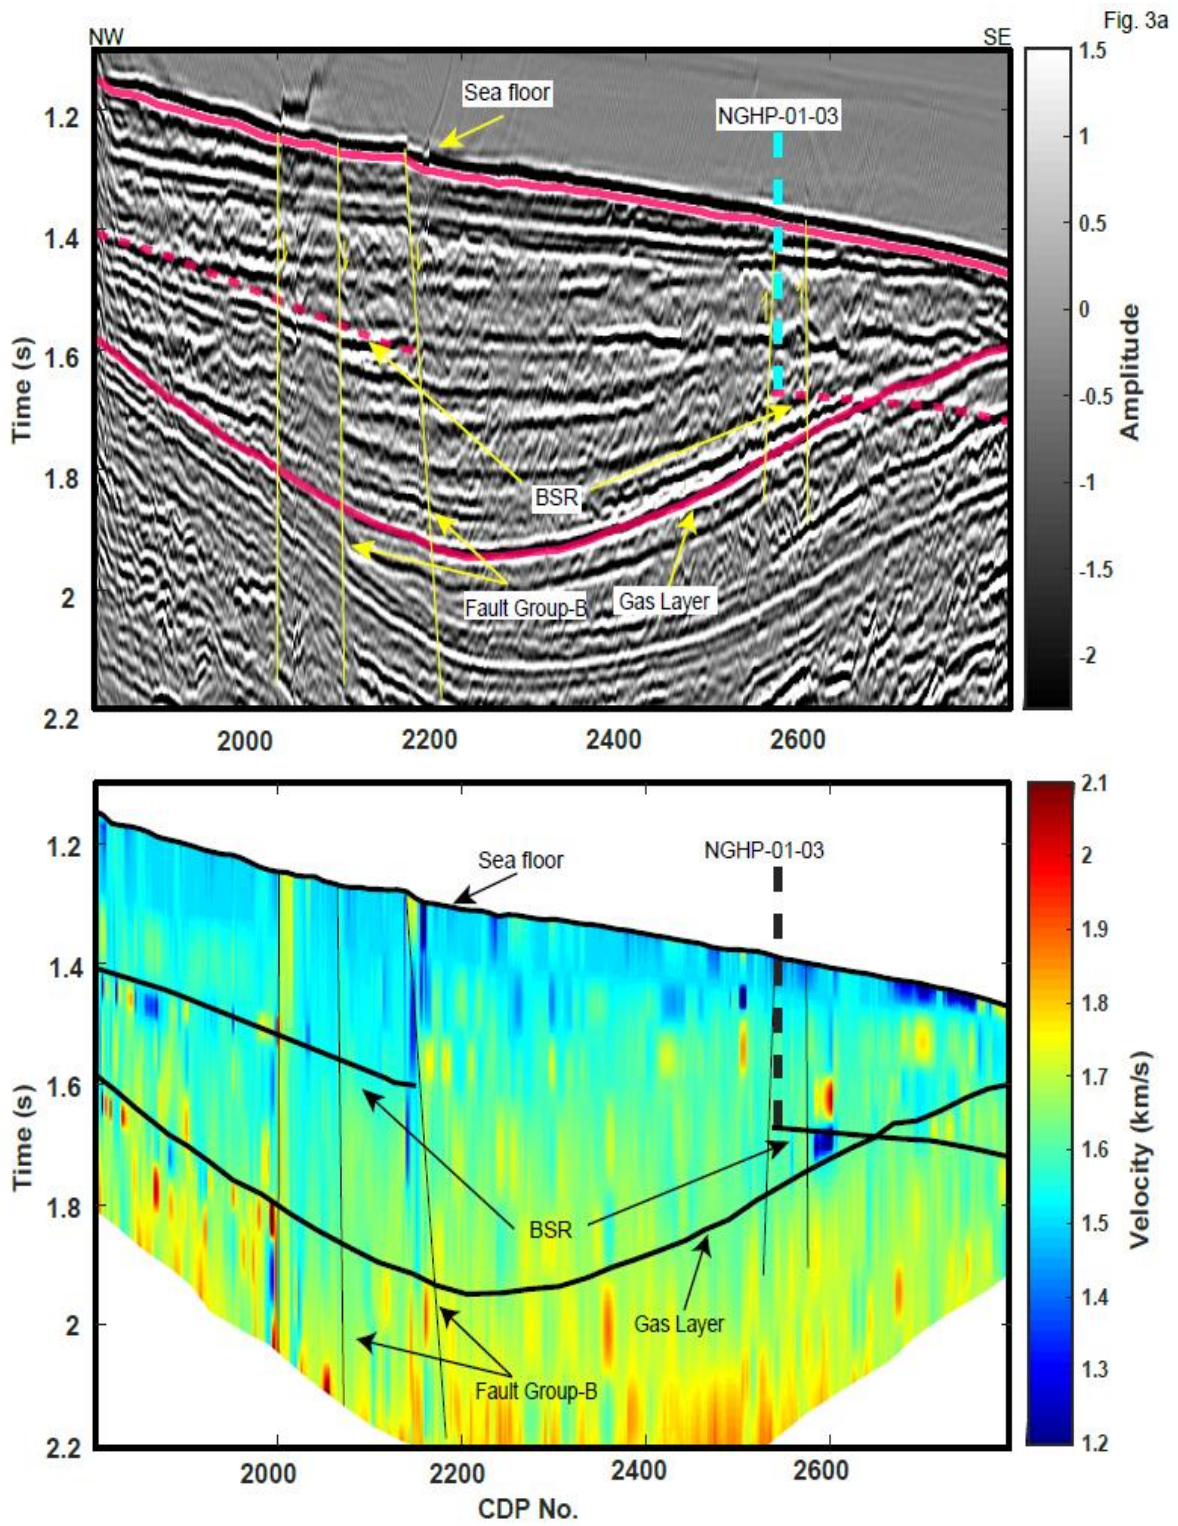 Fig. 3a
NW
SE
Sea floor
NGHP-01-03
BSR
Fault Group-B
Gas Layer
1.2
1.4
1.6
1.8
2
2.2
Time (s)
2000
2200
2400
2600
1.5
1
0.5
0
-0.5
-1
-1.5
-2
Amplitude
Sea floor
NGHP-01-03
BSR
Gas Layer
Fault Group-B
1.2
1.4
1.6
1.8
2
2.2
Time (s)
2000
2200
2400
2600
CDP No.
2.1
2
1.9
1.8
1.7
1.6
1.5
1.4
1.3
1.2
Velocity (km/s)